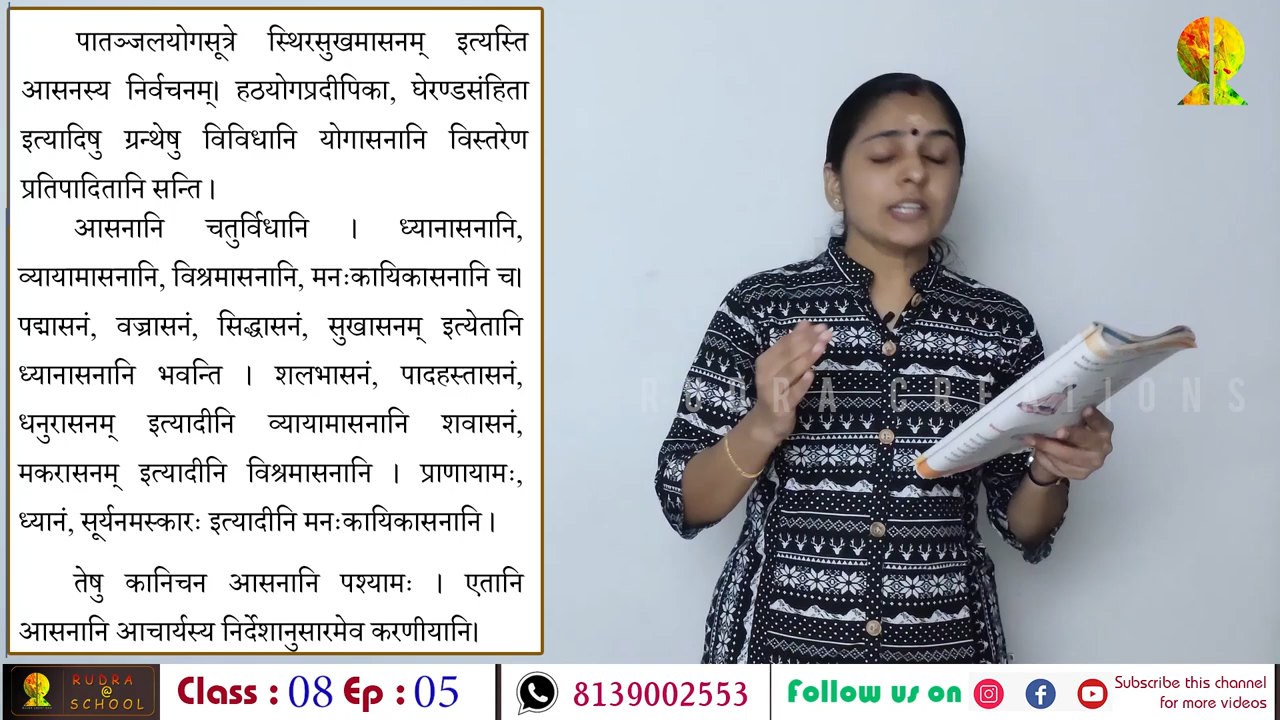 पातञ्जलयोगसूत्रे स्थिरसुखमासनम् इत्यस्ति
आसनस्य निर्वचनम्। हठयोगप्रदीपिका, घेरण्डसंहिता
इत्यादिषु ग्रन्थेषु विविधानि योगासनानि विस्तरेण
प्रतिपादितानि सन्ति ।
आसनानि चतुर्विधानि । ध्यानासनानि,
व्यायामासनानि, विश्रमासनानि, मनःकायिकासनानि च।
पद्मासनं, वज्रासनं, सिद्धासनं, सुखासनम् इत्येतानि
ध्यानासनानि भवन्ति । शलभासनं, पादहस्तासनं,
धनुरासनम् इत्यादीनि व्यायामासनानि शवासनं,
मकरासनम् इत्यादीनि विश्रमासनानि । प्राणायामः,
ध्यानं, सूर्यनमस्कारः इत्यादीनि मनःकायिकासनानि ।
तेषु कानिचन आसनानि पश्यामः । एतानि
आसनानि आचार्यस्य निर्देशानुसारमेव करणीयानि।
RUDRA CREATIONS
RUDRA
@
SCHOOL
Class : 08 Ep : 05
8139002553
Follow us on
Subscribe this channel
for more videos